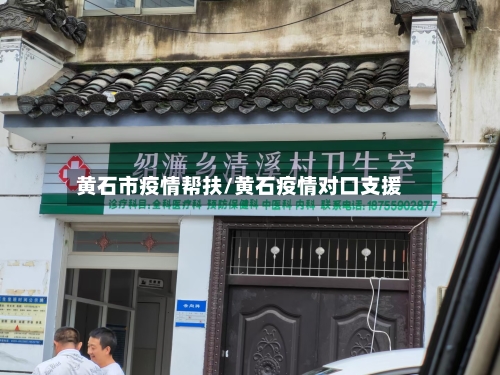 绍濂乡清溪村卫生室
黄石市疫情帮扶/黄石疫情对口支援
诊疗科目:全科医疗科 预防保健科 中医科 内科 联系电话:18755902877